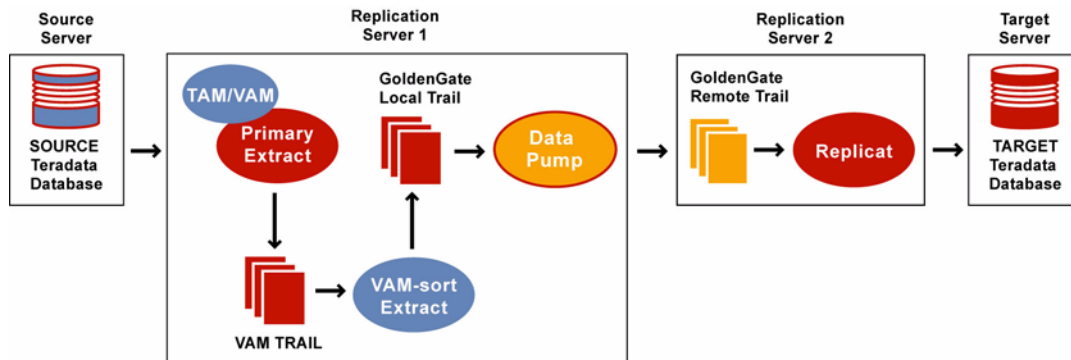 Source
Server
Replication
Server 1
Replication
Server 2
Target
Server
SOURCE
Teradata
Database
TAM/VAM
Primary
Extract
VAM TRAIL
VAM-sort
Extract
GoldenGate
Local Trail
Data
Pump
GoldenGate
Remote Trail
Replicat
TARGET
Teradata
Database